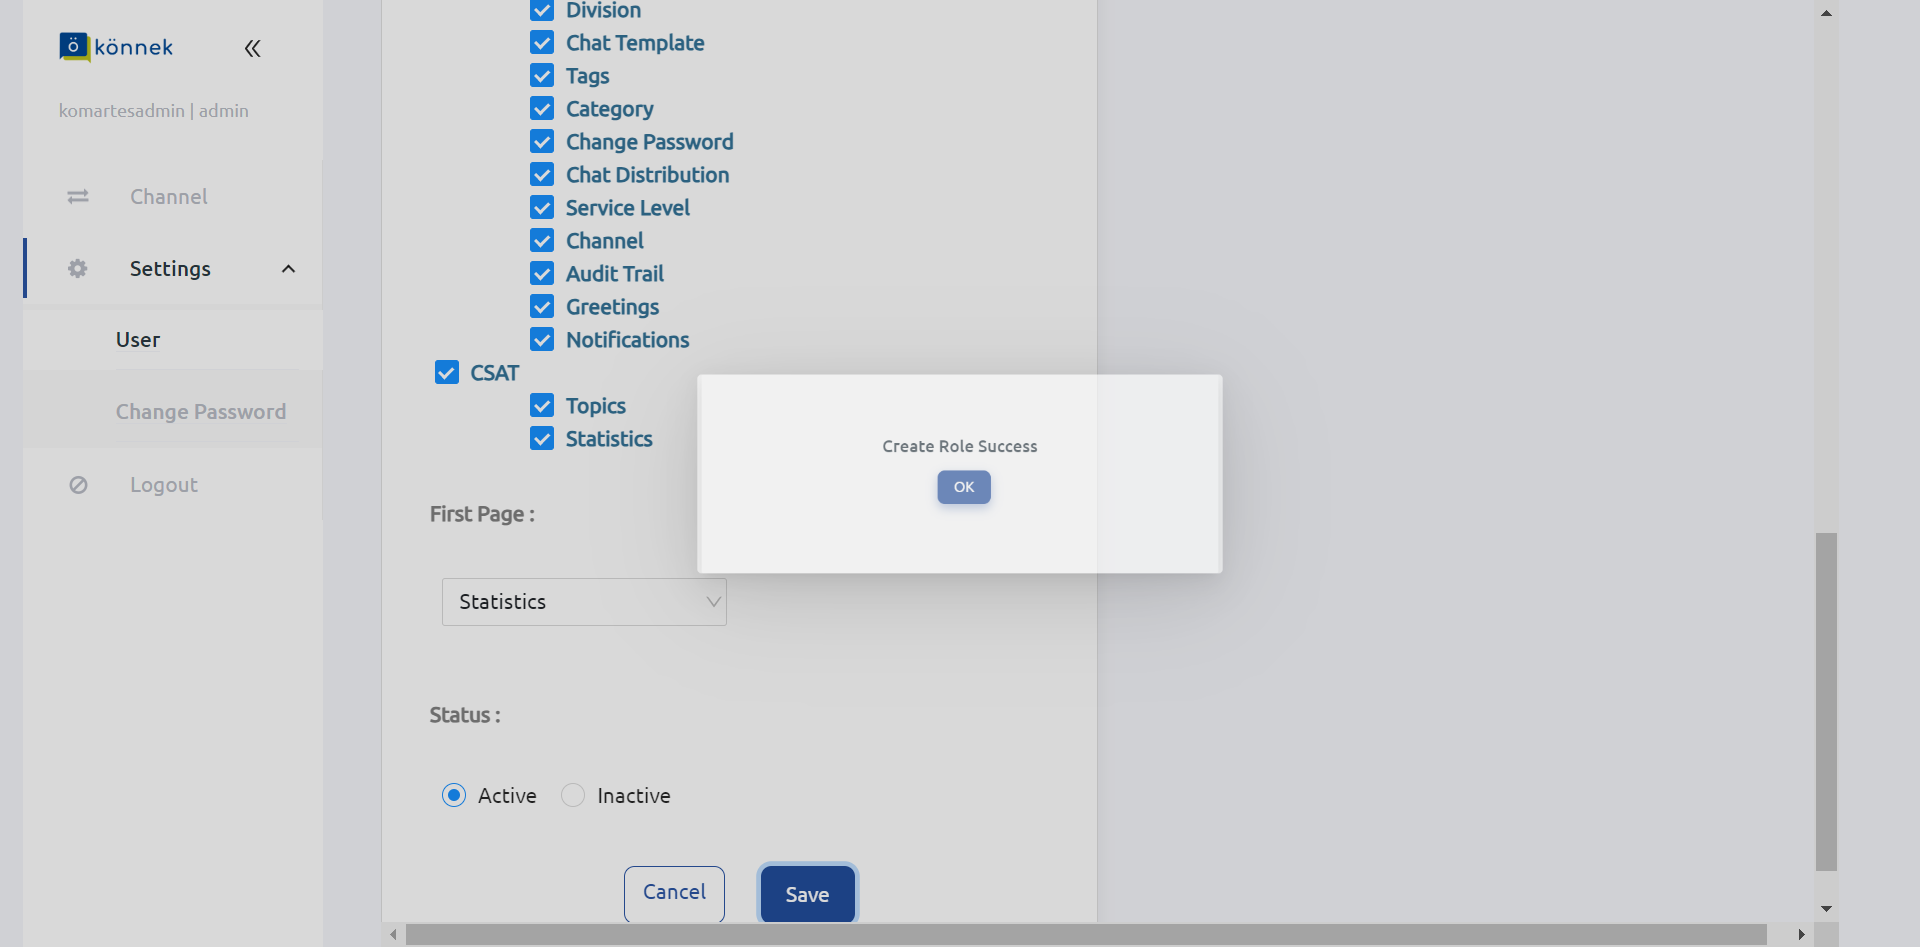 ö könnek
komartesadmin | admin
Channel
Settings
User
Change Password
Logout
Division
Chat Template
Tags
Category
Change Password
Chat Distribution
Service Level
Channel
Audit Trail
Greetings
Notifications
CSAT
Topics
Statistics
Create Role Success
OK
First Page :
Statistics
Status :
Active Inactive
Cancel Save